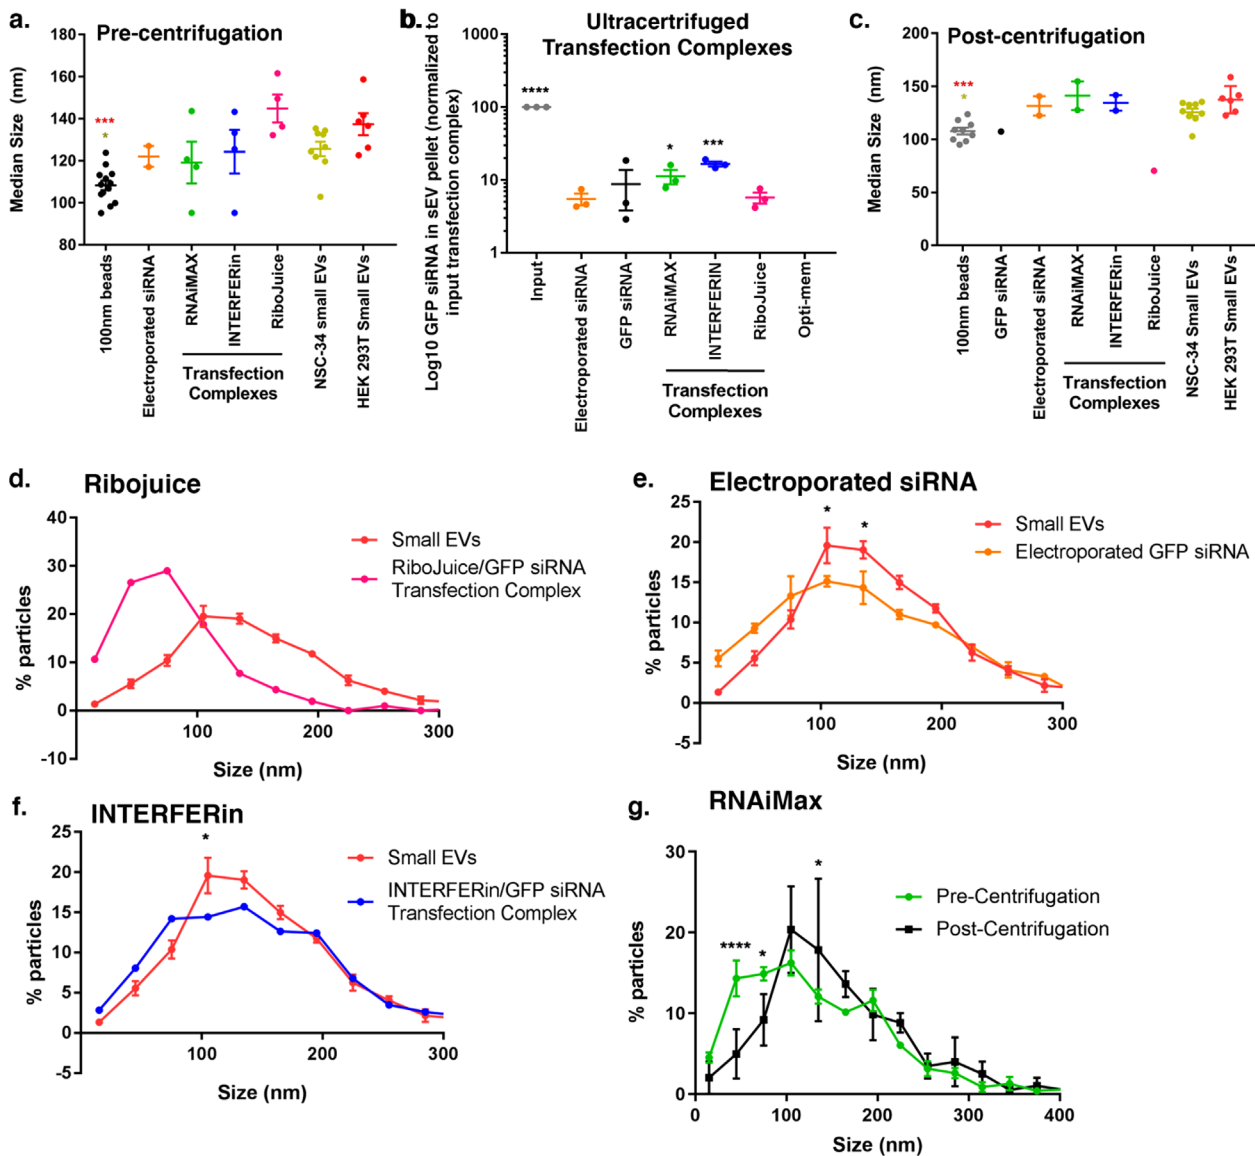 a.
Pre-centrifugation
Median Size (nm)
180
160
140
120
100
80
***
*
100nm beads
Electroporated siRNA
RNAiMAX
INTERFERin
RiboJuice
NSC-34 Small EVs
HEK 293T Small EVs
Transfection
Complexes
b.
Ultracertrifuged
Transfection Complexes
Log10 GFP siRNA in sEV pellet (normalized to
input transfection complex)
1000
100
10
1
****
*
***
Input
Electroporated siRNA
GFP siRNA
RNAiMAX
INTERFERIN
RiboJuice
Opti-mem
Transfection
Complexes
c.
Post-centrifugation
Median Size (nm)
200
150
100
50
0
***
*
100nm beads
GFP siRNA
Electroporated siRNA
RNAiMAX
INTERFERin
RiboJuice
NSC-34 Small EVs
HEK 293T Small EVs
Transfection
Complexes
d.
Ribojuice
% particles
40
30
20
10
0
-10
100
200
300
Size (nm)
Small EVs
RiboJuice/GFP siRNA
Transfection Complex
e.
Electroporated siRNA
% particles
25
20
15
10
5
0
-5
* *
100
200
300
Size (nm)
Small EVs
Electroporated GFP siRNA
f.
INTERFERin
% particles
25
20
15
10
5
0
-5
*
100
200
300
Size (nm)
Small EVs
INTERFERin/GFP siRNA
Transfection Complex
g.
RNAiMax
% particles
30
20
10
0
****
*
*
0
100
200
300
400
Size (nm)
Pre-Centrifugation
Post-Centrifugation